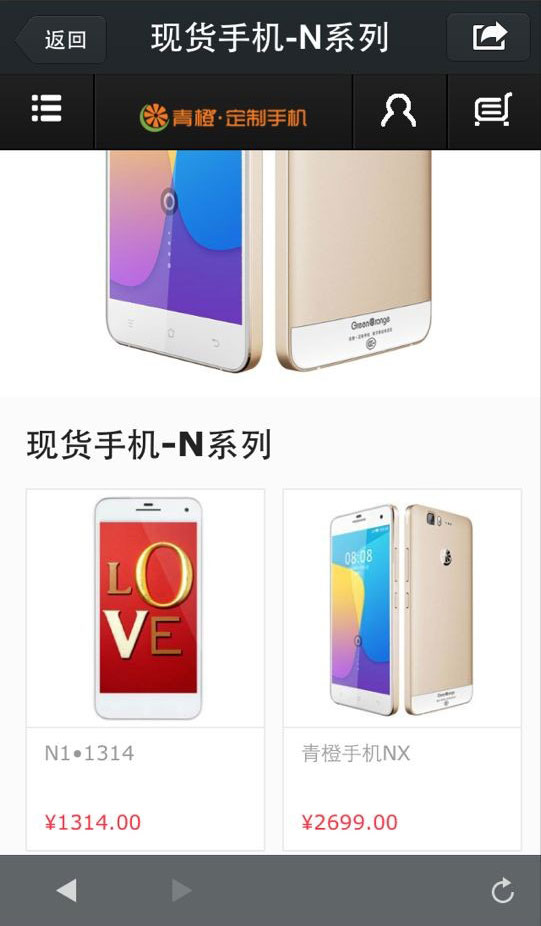 返回
现货手机-N系列
青橙·定制手机
GreenOrange
现货手机-N系列
LOVE
08:08
N1•1314
青橙手机NX
¥1314.00
¥2699.00